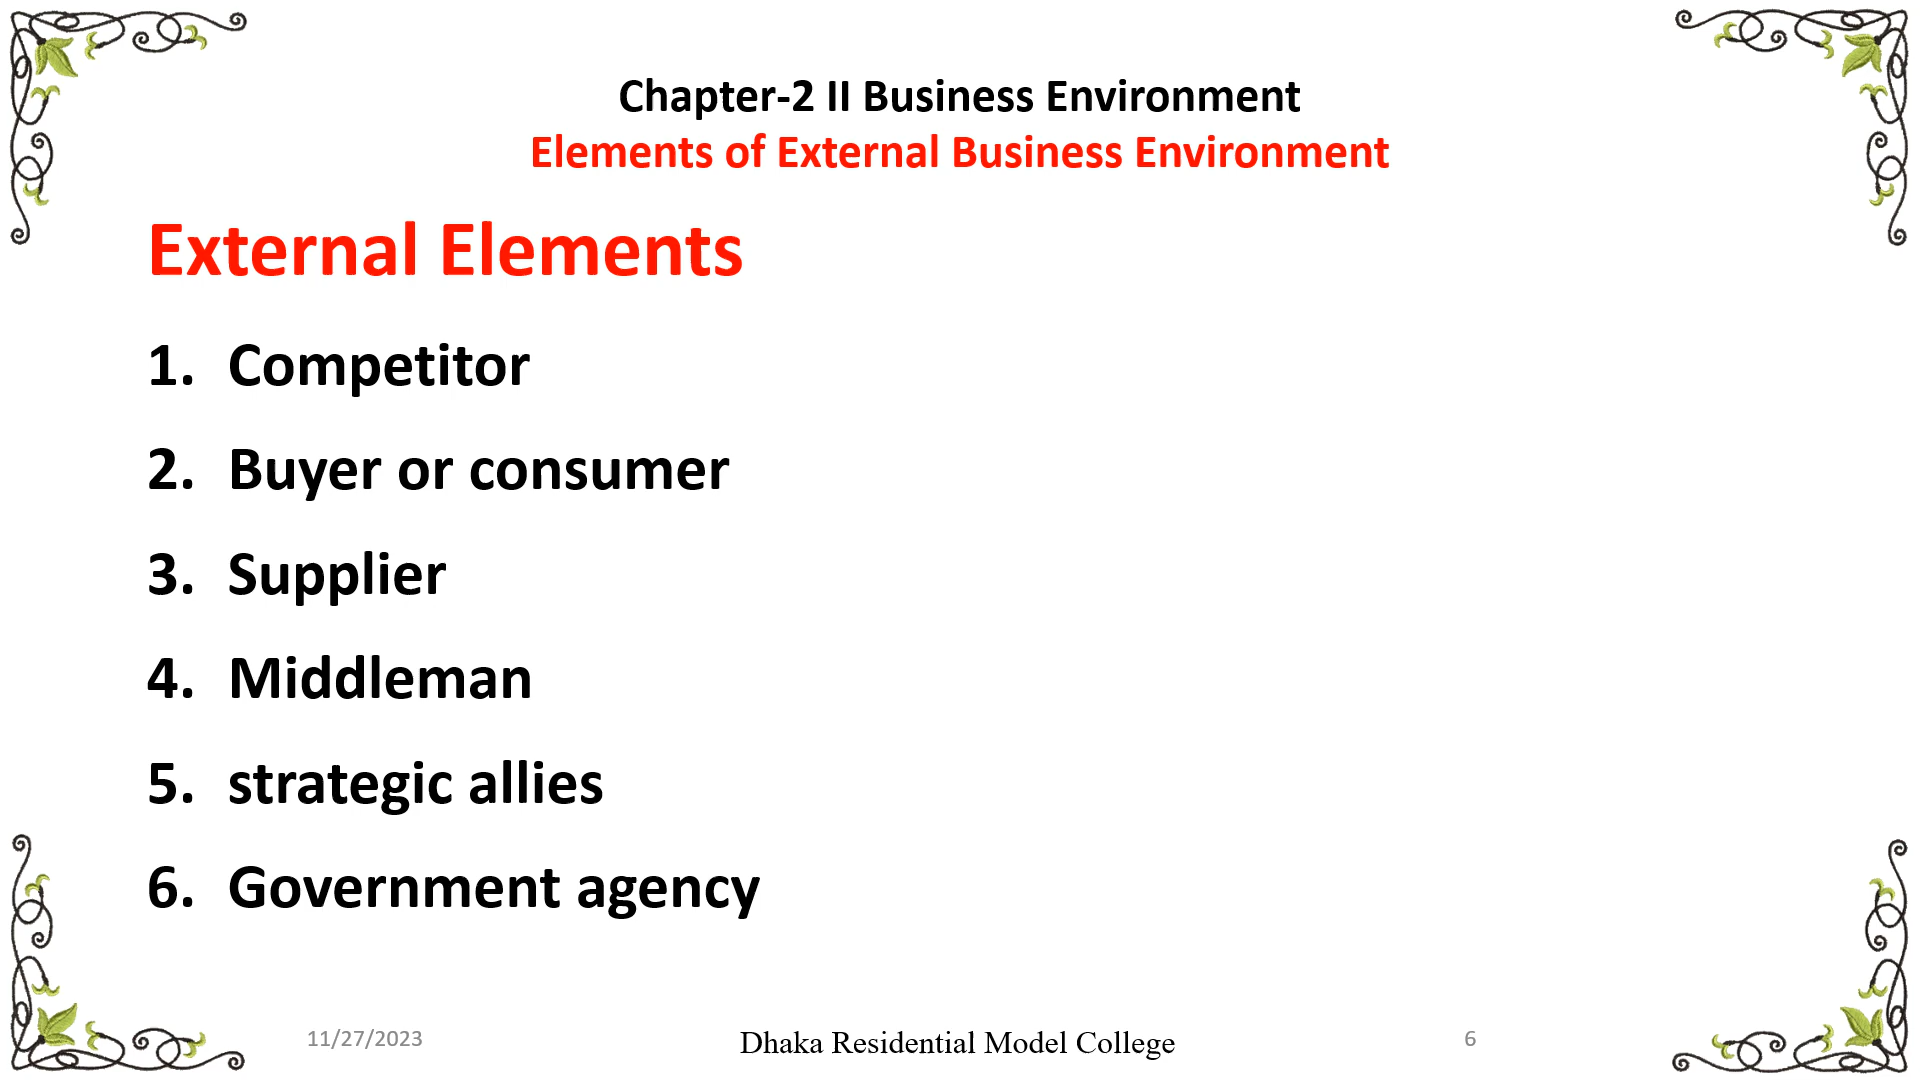 Chapter-2 II Business Environment
Elements of External Business Environment
External Elements
1. Competitor
2. Buyer or consumer
3. Supplier
4. Middleman
5. strategic allies
6. Government agency
11/27/2023
Dhaka Residential Model College
6